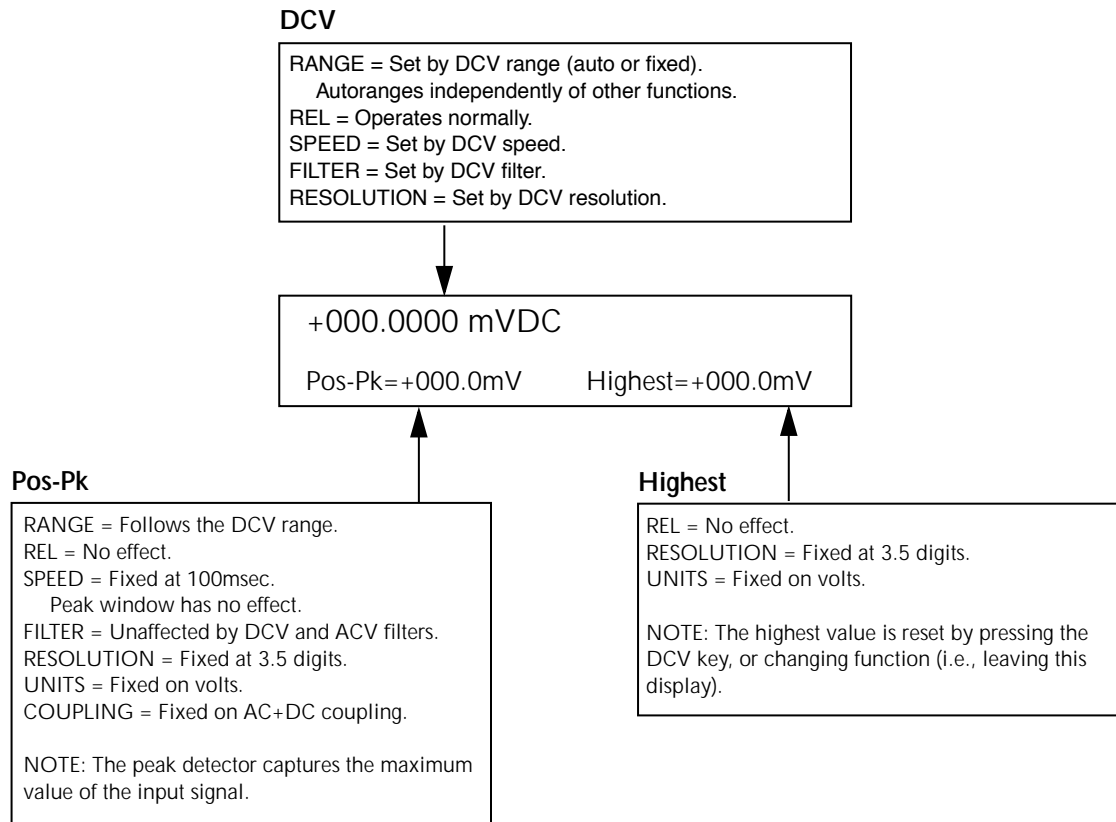 DCV
RANGE = Set by DCV range (auto or fixed).
Autoranges independently of other functions.
REL = Operates normally.
SPEED = Set by DCV speed.
FILTER = Set by DCV filter.
RESOLUTION = Set by DCV resolution.
+000.0000 mVDC
Pos-Pk=+000.0mV Highest=+000.0mV
Pos-Pk
RANGE = Follows the DCV range.
REL = No effect.
SPEED = Fixed at 100msec.
Peak window has no effect.
FILTER = Unaffected by DCV and ACV filters.
RESOLUTION = Fixed at 3.5 digits.
UNITS = Fixed on volts.
COUPLING = Fixed on AC+DC coupling.
NOTE: The peak detector captures the maximum
value of the input signal.
Highest
REL = No effect.
RESOLUTION = Fixed at 3.5 digits.
UNITS = Fixed on volts.
NOTE: The highest value is reset by pressing the
DCV key, or changing function (i.e., leaving this
display).